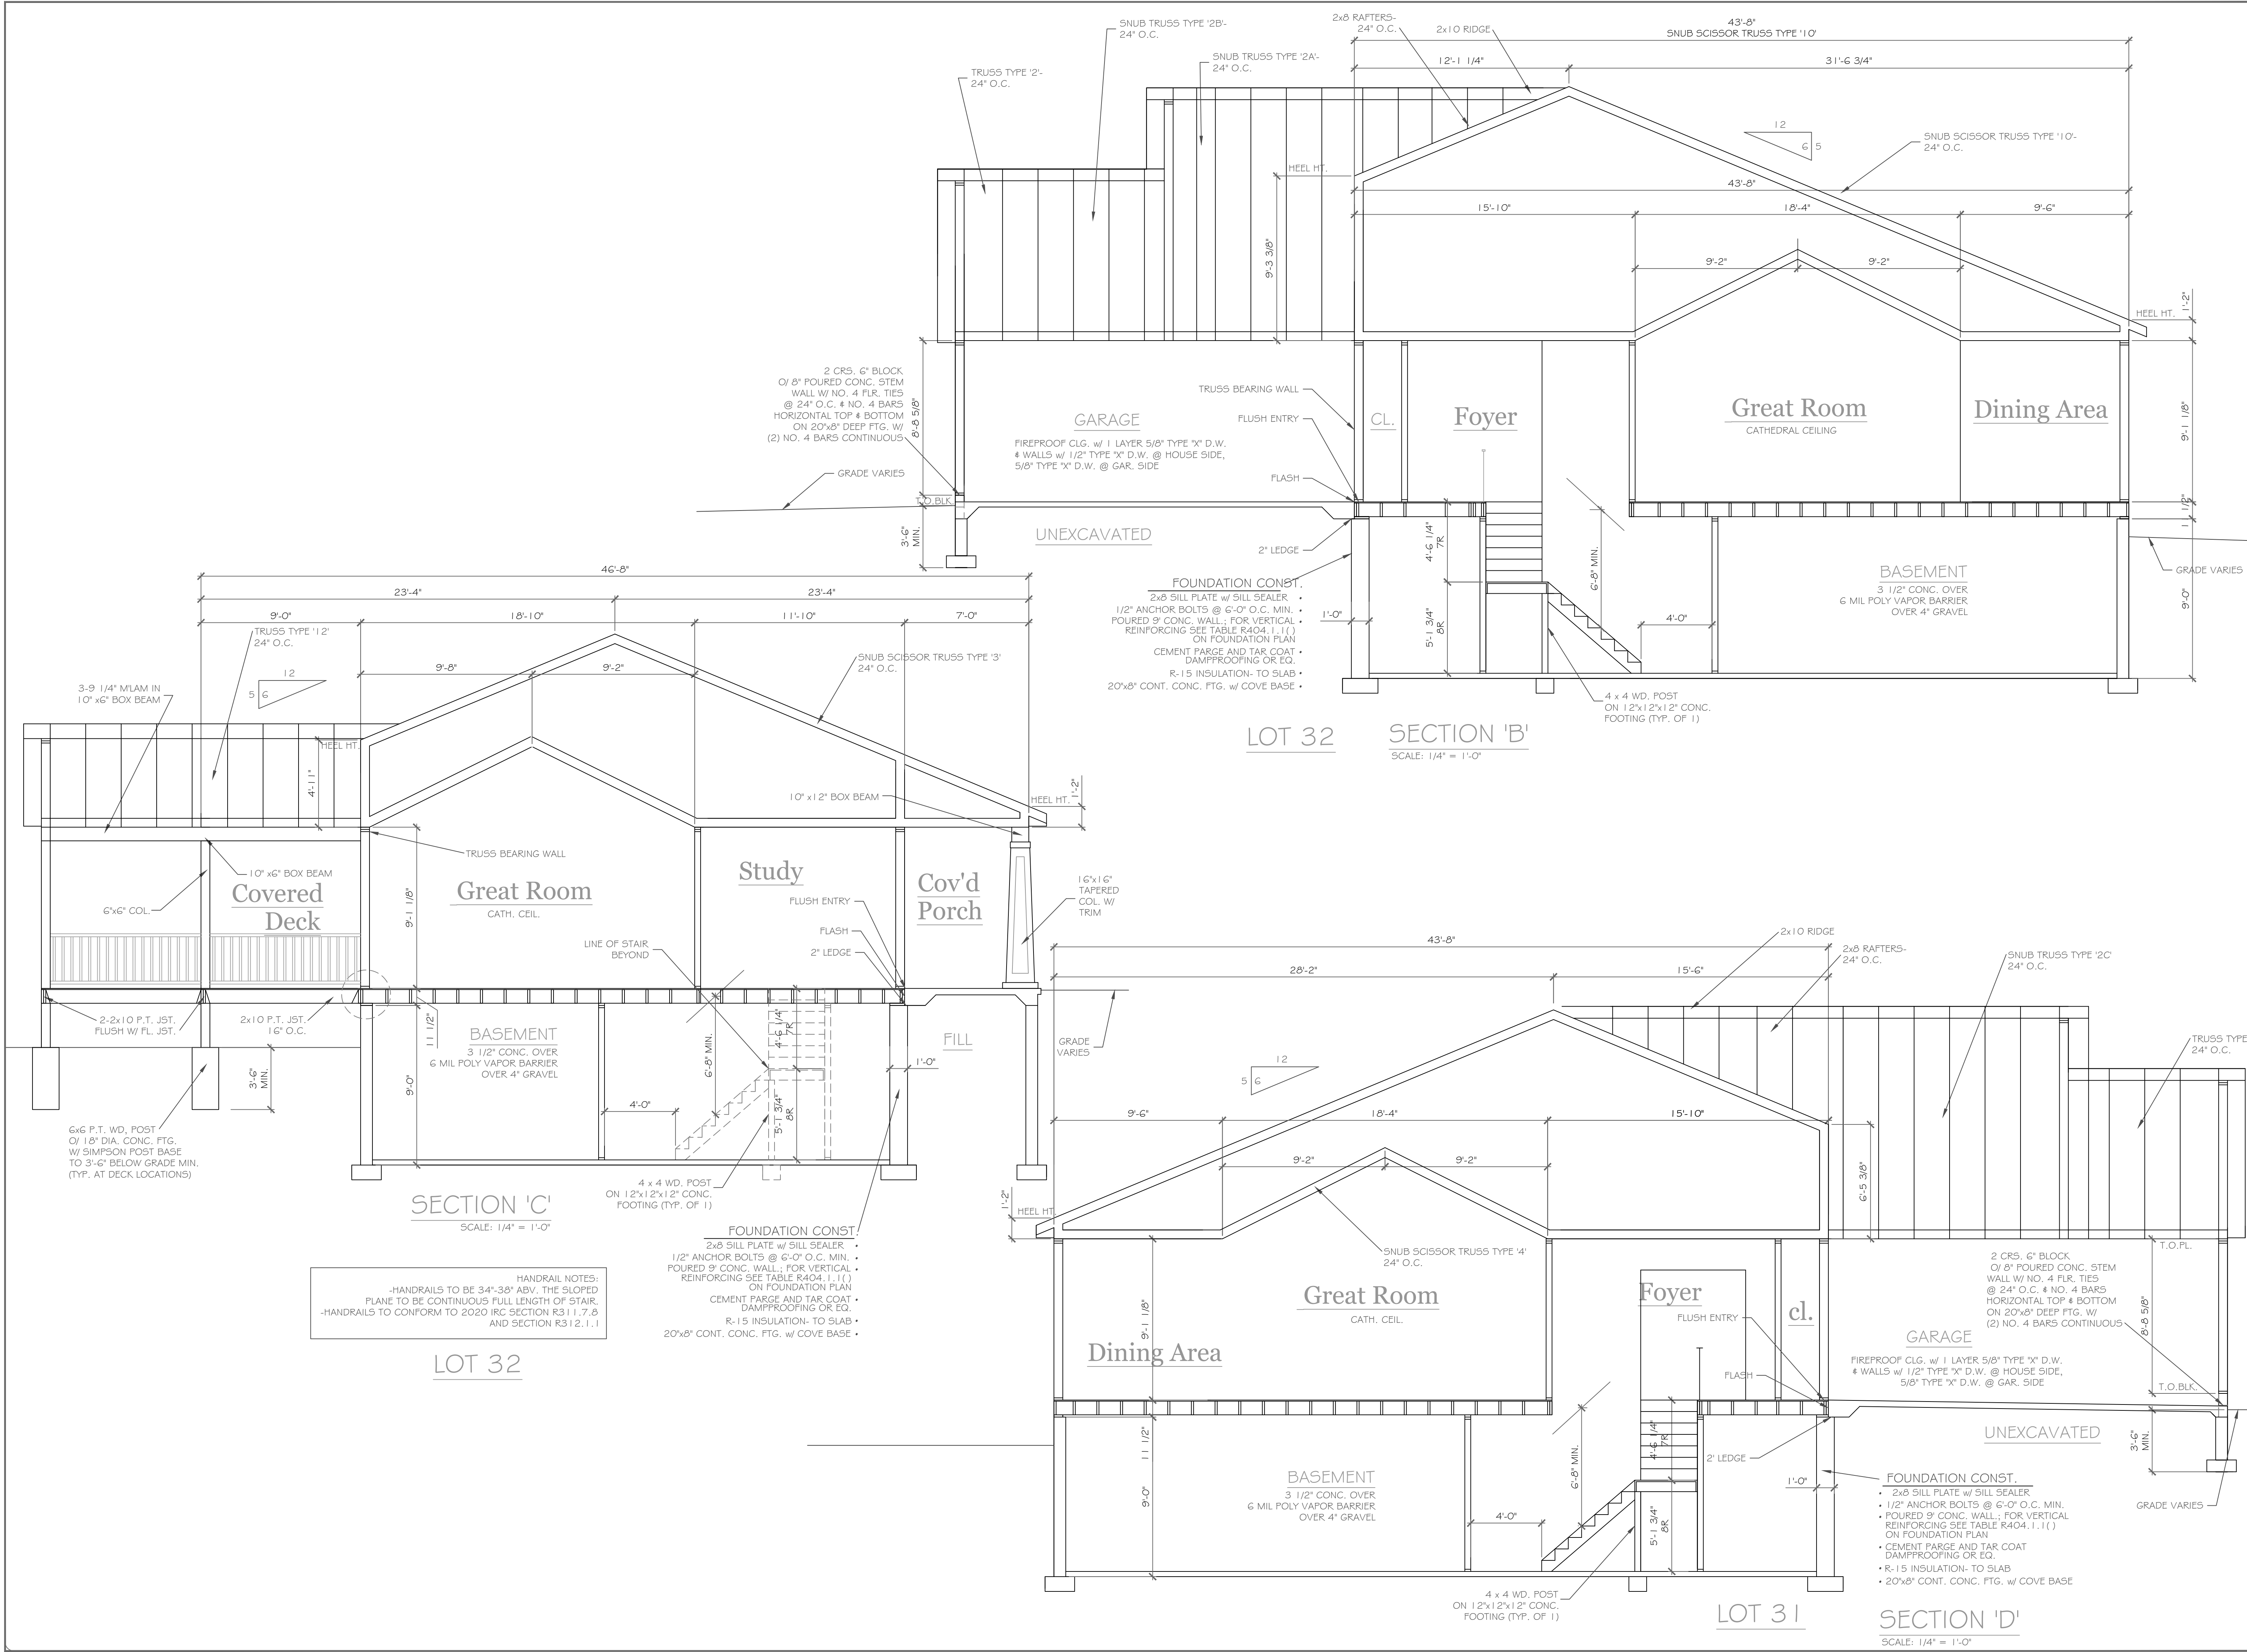 SNUB TRUSS TYPE '2B'-
24" O.C.
SNUB TRUSS TYPE '2A'-
24" O.C.
TRUSS TYPE '2'-
24" O.C.
2x8 RAFTERS-
24" O.C.
2x10 RIDGE
43'-8"
SNUB SCISSOR TRUSS TYPE '10'
12'-1 1/4"
31'-6 3/4"
12
6
5
SNUB SCISSOR TRUSS TYPE '10'-
24" O.C.
HEEL HT.
43'-8"
15'-10"
18'-4"
9'-6"
9'-3 3/8"
9'-2"
9'-2"
HEEL HT.
1'-2"
2 CRS. 6" BLOCK
O/ 8" POURED CONC. STEM
WALL W/ NO. 4 FLR. TIES
@ 24" O.C. & NO. 4 BARS
HORIZONTAL TOP & BOTTOM
ON 20"x8" DEEP FTG. W/
(2) NO. 4 BARS CONTINUOUS
8'-8 5/8"
GRADE VARIES
T.O.BLK.
3'-6"
MIN.
GARAGE
FIREPROOF CLG. w/ 1 LAYER 5/8" TYPE "X" D.W.
& WALLS w/ 1/2" TYPE "X" D.W. @ HOUSE SIDE,
5/8" TYPE "X" D.W. @ GAR. SIDE
UNEXCAVATED
TRUSS BEARING WALL
FLUSH ENTRY
FLASH
2" LEDGE
CL.
Foyer
Great Room
CATHEDRAL CEILING
Dining Area
9'-1 1/8"
11 1/2"
9'-0"
GRADE VARIES
4'-6 1/4"
7R
5'-1 3/4"
8R
6'-8" MIN.
4'-0"
1'-0"
BASEMENT
3 1/2" CONC. OVER
6 MIL POLY VAPOR BARRIER
OVER 4" GRAVEL
FOUNDATION CONST.
2x8 SILL PLATE w/ SILL SEALER •
1/2" ANCHOR BOLTS @ 6'-0" O.C. MIN. •
POURED 9' CONC. WALL.; FOR VERTICAL •
REINFORCING SEE TABLE R404.1.1( )
ON FOUNDATION PLAN
CEMENT PARGE AND TAR COAT •
DAMPPROOFING OR EQ.
R-15 INSULATION- TO SLAB •
20"x8" CONT. CONC. FTG. w/ COVE BASE •
4 x 4 WD. POST
ON 12"x12"x12" CONC.
FOOTING (TYP. OF 1)
LOT 32
SECTION 'B'
SCALE: 1/4" = 1'-0"
46'-8"
23'-4"
23'-4"
9'-0"
18'-10"
11'-10"
7'-0"
TRUSS TYPE '12'
24" O.C.
9'-8"
9'-2"
SNUB SCISSOR TRUSS TYPE '3'
24" O.C.
3-9 1/4" M'LAM IN
10" x6" BOX BEAM
12
5
6
HEEL HT.
4'-11"
10" x12" BOX BEAM
HEEL HT.
1'-2"
TRUSS BEARING WALL
10" x6" BOX BEAM
6"x6" COL.
Covered
Deck
9'-1 1/8"
Great Room
CATH. CEIL.
Study
Cov'd
Porch
FLUSH ENTRY
FLASH
2" LEDGE
LINE OF STAIR
BEYOND
16"x16"
TAPERED
COL. W/
TRIM
2-2x10 P.T. JST.
FLUSH W/ FL. JST.
2x10 P.T. JST.
16" O.C.
11 1/2"
BASEMENT
3 1/2" CONC. OVER
6 MIL POLY VAPOR BARRIER
OVER 4" GRAVEL
6'-8" MIN.
4'-6 1/4"
7R
5'-1 3/4"
8R
4'-0"
1'-0"
FILL
GRADE
VARIES
3'-6"
MIN.
9'-0"
6x6 P.T. WD, POST
O/ 18" DIA. CONC. FTG.
W/ SIMPSON POST BASE
TO 3'-6" BELOW GRADE MIN.
(TYP. AT DECK LOCATIONS)
4 x 4 WD. POST
ON 12"x12"x12" CONC.
FOOTING (TYP. OF 1)
SECTION 'C'
SCALE: 1/4" = 1'-0"
FOUNDATION CONST.
2x8 SILL PLATE w/ SILL SEALER •
1/2" ANCHOR BOLTS @ 6'-0" O.C. MIN. •
POURED 9' CONC. WALL.; FOR VERTICAL •
REINFORCING SEE TABLE R404.1.1( )
ON FOUNDATION PLAN
CEMENT PARGE AND TAR COAT •
DAMPPROOFING OR EQ.
R-15 INSULATION- TO SLAB •
20"x8" CONT. CONC. FTG. w/ COVE BASE •
HANDRAIL NOTES:
-HANDRAILS TO BE 34"-38" ABV. THE SLOPED
PLANE TO BE CONTINUOUS FULL LENGTH OF STAIR.
-HANDRAILS TO CONFORM TO 2020 IRC SECTION R311.7.8
AND SECTION R312.1.1
LOT 32
43'-8"
28'-2"
15'-6"
2x10 RIDGE
2x8 RAFTERS-
24" O.C.
SNUB TRUSS TYPE '2C'
24" O.C.
TRUSS TYPE
24" O.C.
12
5
6
9'-6"
18'-4"
15'-10"
9'-2"
9'-2"
6'-5 3/8"
1'-2"
HEEL HT.
SNUB SCISSOR TRUSS TYPE '4'
24" O.C.
T.O.PL.
2 CRS. 6" BLOCK
O/ 8" POURED CONC. STEM
WALL W/ NO. 4 FLR. TIES
@ 24" O.C. & NO. 4 BARS
HORIZONTAL TOP & BOTTOM
ON 20"x8" DEEP FTG. W/
(2) NO. 4 BARS CONTINUOUS
8'-8 5/8"
9'-1 1/8"
Great Room
CATH. CEIL.
Dining Area
Foyer
cl.
FLUSH ENTRY
FLASH
GARAGE
FIREPROOF CLG. w/ 1 LAYER 5/8" TYPE "X" D.W.
& WALLS w/ 1/2" TYPE "X" D.W. @ HOUSE SIDE,
5/8" TYPE "X" D.W. @ GAR. SIDE
T.O.BLK.
UNEXCAVATED
3'-6"
MIN.
GRADE VARIES
11 1/2"
9'-0"
BASEMENT
3 1/2" CONC. OVER
6 MIL POLY VAPOR BARRIER
OVER 4" GRAVEL
4'-0"
6'-8" MIN.
4'-6 1/4"
7R
5'-1 3/4"
8R
2' LEDGE
1'-0"
FOUNDATION CONST.
• 2x8 SILL PLATE w/ SILL SEALER
• 1/2" ANCHOR BOLTS @ 6'-0" O.C. MIN.
• POURED 9' CONC. WALL.; FOR VERTICAL
REINFORCING SEE TABLE R404.1.1( )
ON FOUNDATION PLAN
• CEMENT PARGE AND TAR COAT
DAMPPROOFING OR EQ.
• R-15 INSULATION- TO SLAB
• 20"x8" CONT. CONC. FTG. w/ COVE BASE
4 x 4 WD. POST
ON 12"x12"x12" CONC.
FOOTING (TYP. OF 1)
LOT 31
SECTION 'D'
SCALE: 1/4" = 1'-0"